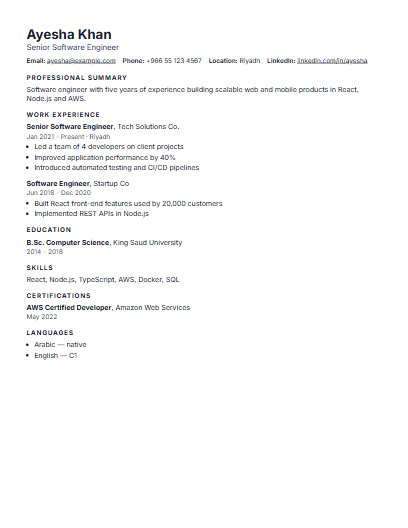 Ayesha Khan
Senior Software Engineer
Email: ayesha@example.com Phone: +966 55 123 4567 Location: Riyadh LinkedIn: linkedin.com/in/ayesha
PROFESSIONAL SUMMARY
Software engineer with five years of experience building scalable web and mobile products in React,
Node.js and AWS.
WORK EXPERIENCE
Senior Software Engineer, Tech Solutions Co.
Jan 2021 - Present · Riyadh
• Led a team of 4 developers on client projects
• Improved application performance by 40%
• Introduced automated testing and CI/CD pipelines
Software Engineer, Startup Co
Jun 2018 - Dec 2020
• Built React front-end features used by 20,000 customers
• Implemented REST APIs in Node.js
EDUCATION
B.Sc. Computer Science, King Saud University
2014 - 2018
SKILLS
React, Node.js, TypeScript, AWS, Docker, SQL
CERTIFICATIONS
AWS Certified Developer, Amazon Web Services
May 2022
LANGUAGES
• Arabic — native
• English — C1